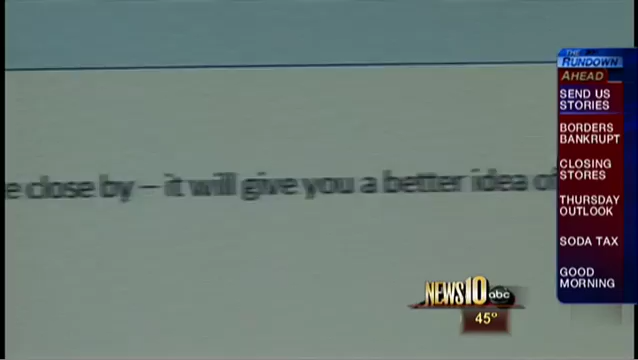 e close by – it will give you a better idea of
THE
RUNDOWN
AHEAD
SEND US
STORIES
BORDERS
BANKRUPT
CLOSING
STORES
THURSDAY
OUTLOOK
SODA TAX
GOOD
MORNING
NEWS10 abc
45°